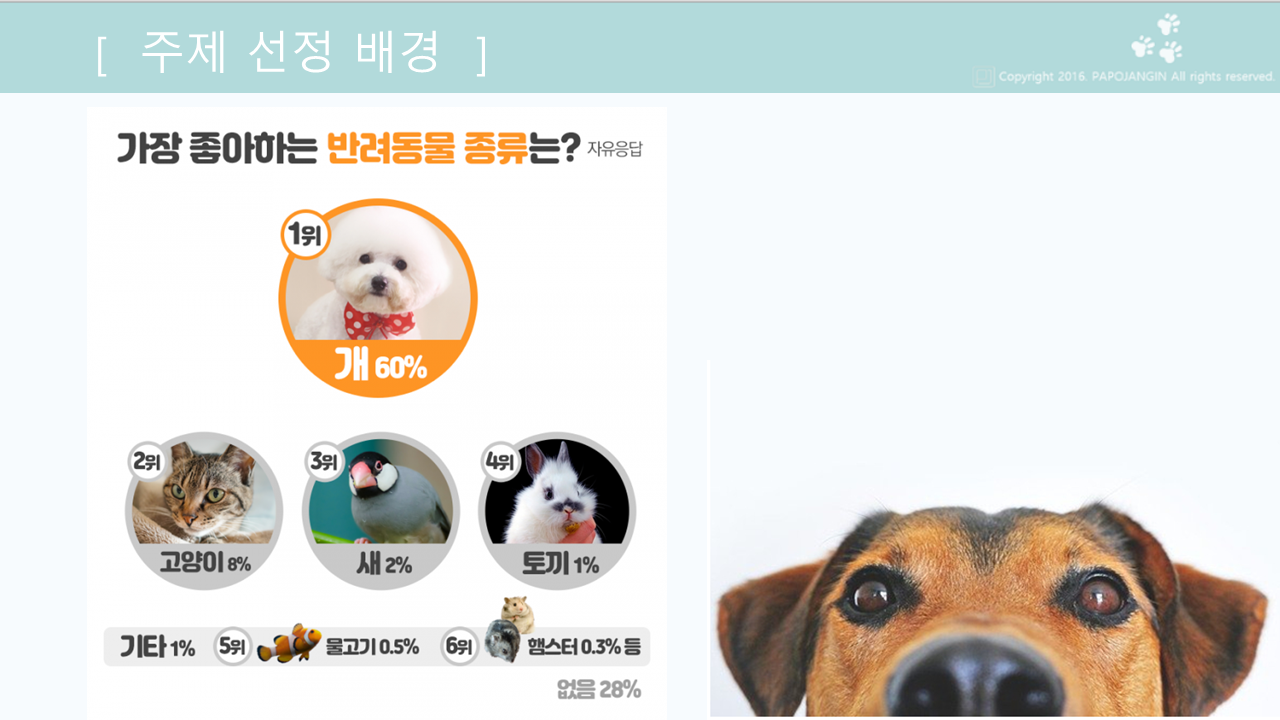 [ 주제 선정 배경 ]
Copyright 2016. PAPOJANGIN All rights reserved.
가장 좋아하는 반려동물 종류는? 자유응답
1위
개 60%
2위
고양이 8%
3위
새 2%
4위
토끼 1%
기타 1% 5위 물고기 0.5% 6위 햄스터 0.3% 등
없음 28%